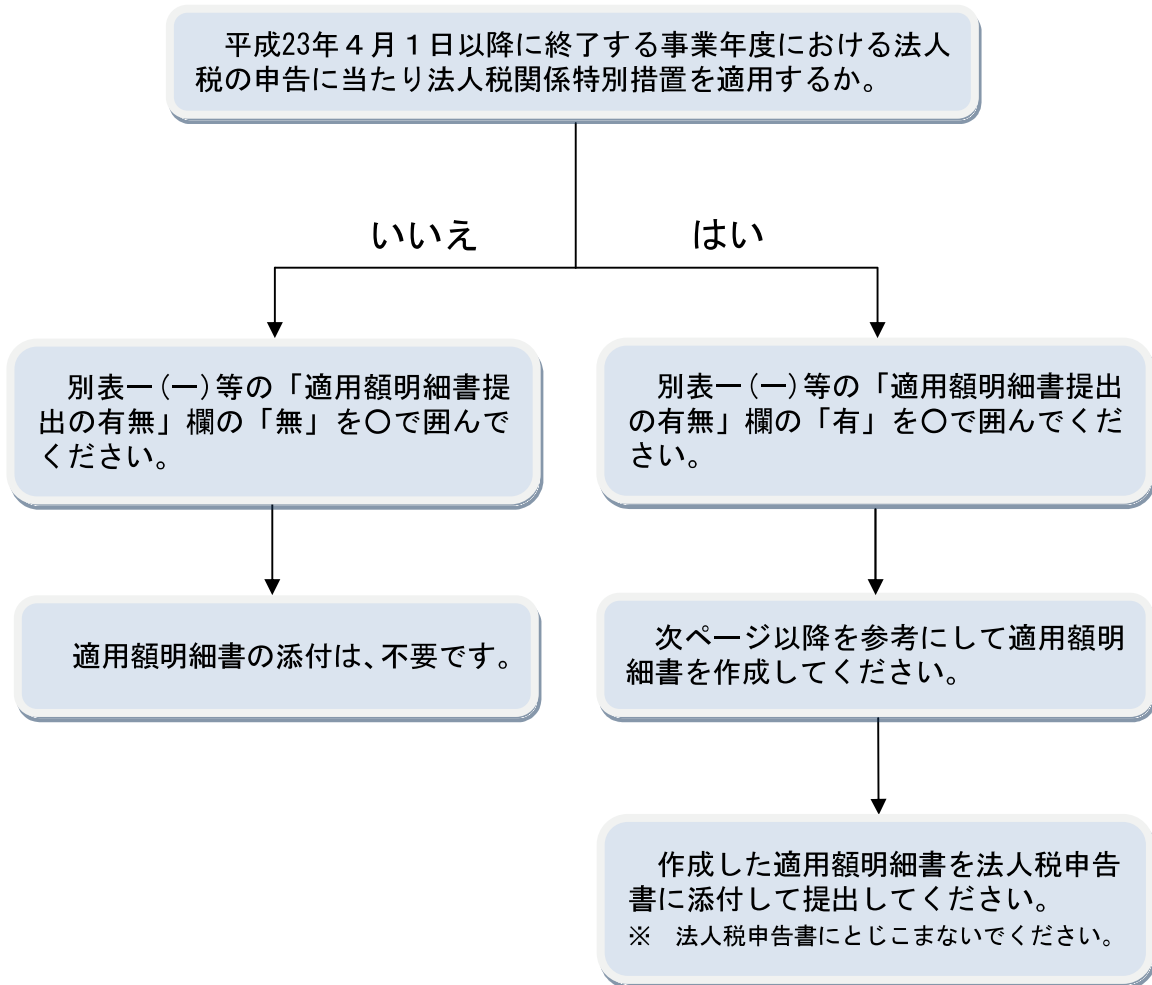 平成23年４月１日以降に終了する事業年度における法人
税の申告に当たり法人税関係特別措置を適用するか。
いいえ
はい
別表一(一)等の「適用額明細書提
出の有無」欄の「無」を〇で囲んで
ください。
別表一(一)等の「適用額明細書提出
の有無」欄の「有」を〇で囲んでくだ
さい。
適用額明細書の添付は、不要です。
次ページ以降を参考にして適用額明
細書を作成してください。
作成した適用額明細書を法人税申告
書に添付して提出してください。
※　法人税申告書にとじこまないでください。